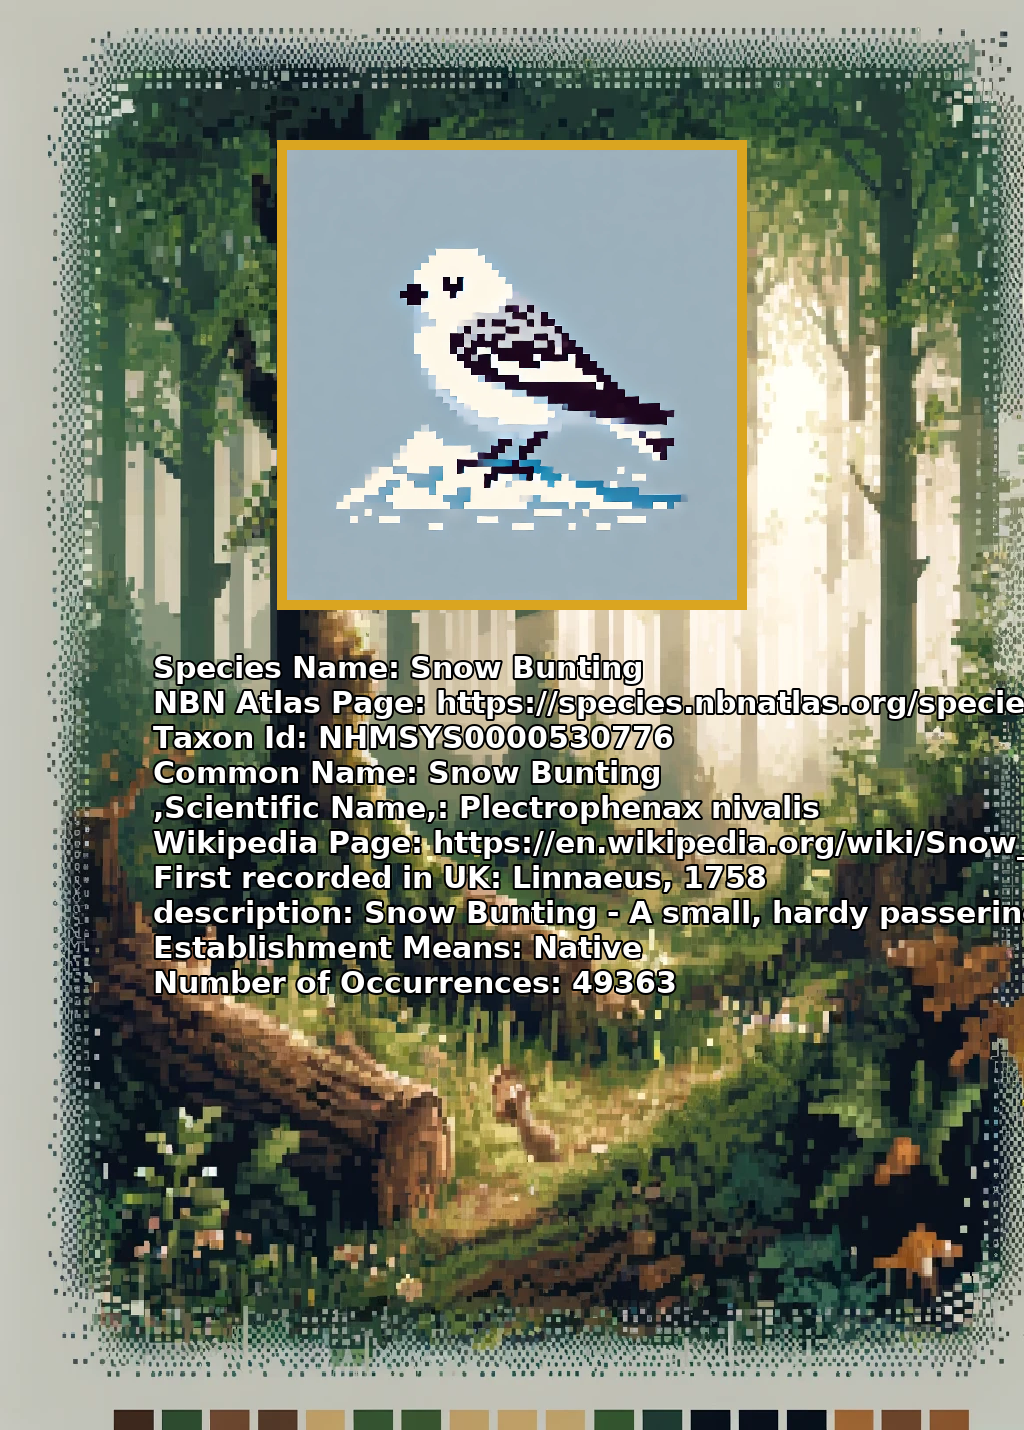 Species Name: Snow Bunting
NBN Atlas Page: https://species.nbnatlas.org/specie
Taxon Id: NHMSYS0000530776
Common Name: Snow Bunting
,Scientific Name,: Plectrophenax nivalis
Wikipedia Page: https://en.wikipedia.org/wiki/Snow_
First recorded in UK: Linnaeus, 1758
description: Snow Bunting - A small, hardy passerin
Establishment Means: Native
Number of Occurrences: 49363